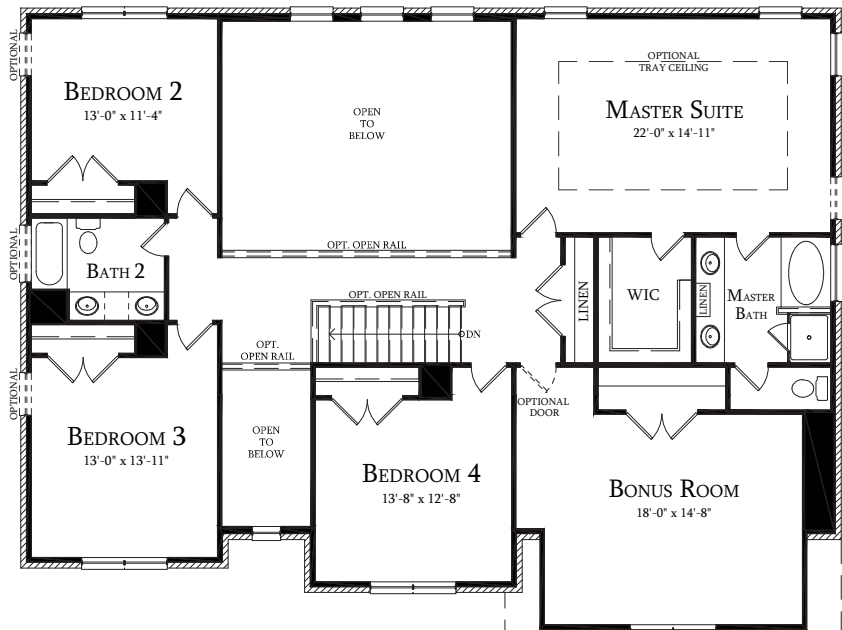 OPTIONAL
BEDROOM 2
13'-0" x 11'-4"
OPEN
TO
BELOW
OPTIONAL
TRAY CEILING
MASTER SUITE
22'-0" x 14'-11"
OPTIONAL
BATH 2
OPT. OPEN RAIL
OPT. OPEN RAIL
LINEN
WIC
LINEN
MASTER
BATH
DN
OPT.
OPEN RAIL
OPTIONAL
BEDROOM 3
13'-0" x 13'-11"
OPEN
TO
BELOW
BEDROOM 4
13'-8" x 12'-8"
OPTIONAL
DOOR
BONUS ROOM
18'-0" x 14'-8"